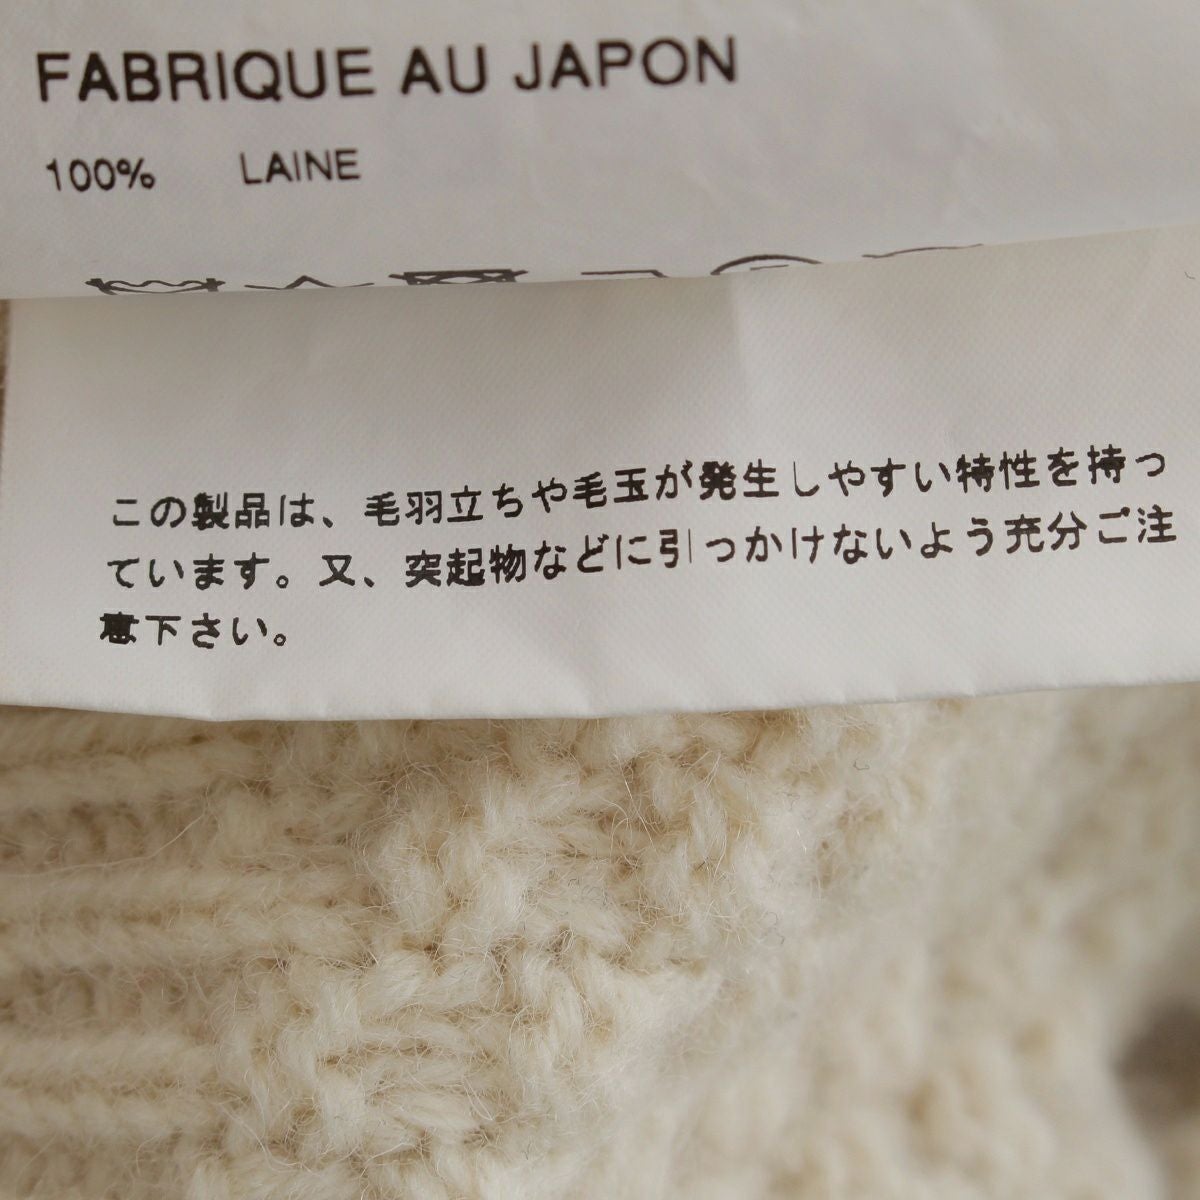 FABRIQUE AU JAPON
100% LAINE
この製品は、毛羽立ちや毛玉が発生しやすい特性を持っ
ています。又、突起物などに引っかけないよう充分ご注
意下さい。